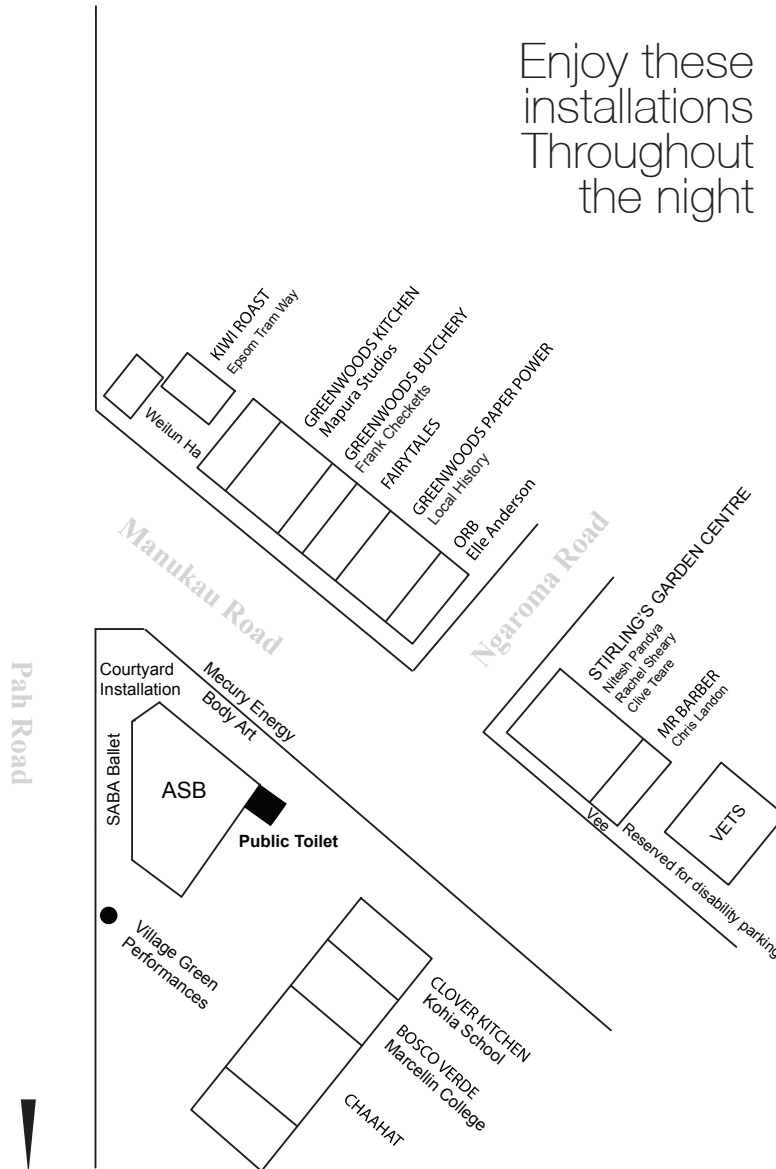 Enjoy these
installations
Throughout
the night
KIWI ROAST
Epsom Tram Way
Weilun Ha
GREENWOODS KITCHEN
Mapura Studios
GREENWOODS BUTCHERY
Frank Checketts
FAIRYTALES
GREENWOODS PAPER POWER
Local History
ORB
Elle Anderson
Manukau Road
Ngaroma Road
STIRLING'S GARDEN CENTRE
Nitesh Pandya
Rachel Sheary
Clive Teare
MR BARBER
Chris Landon
VETS
Vee
Reserved for disability parking
Pah Road
Courtyard
Installation
Mecury Energy
Body Art
SABA Ballet
ASB
Public Toilet
Village Green
Performances
CLOVER KITCHEN
Kohia School
BOSCO VERDE
Marcellin College
CHAAHAT